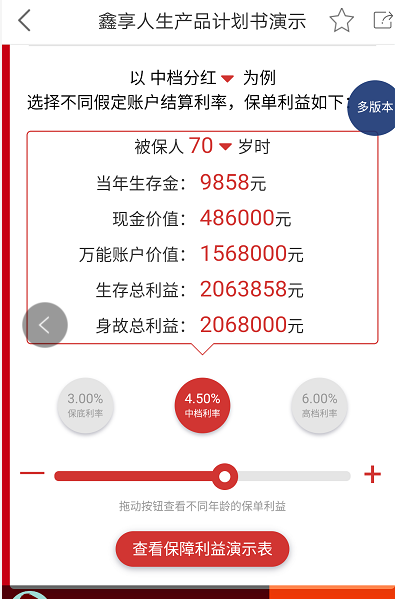 鑫享人生产品计划书演示
以 中档分红 为例
选择不同假定账户结算利率，保单利益如下：
多版本
被保人 70 岁时
当年生存金： 9858元
现金价值： 486000元
万能账户价值： 1568000元
生存总利益： 2063858元
身故总利益： 2068000元
3.00% 4.50% 6.00%
保底利率 中档利率 高档利率
拖动按钮查看不同年龄的保单利益
查看保障利益演示表